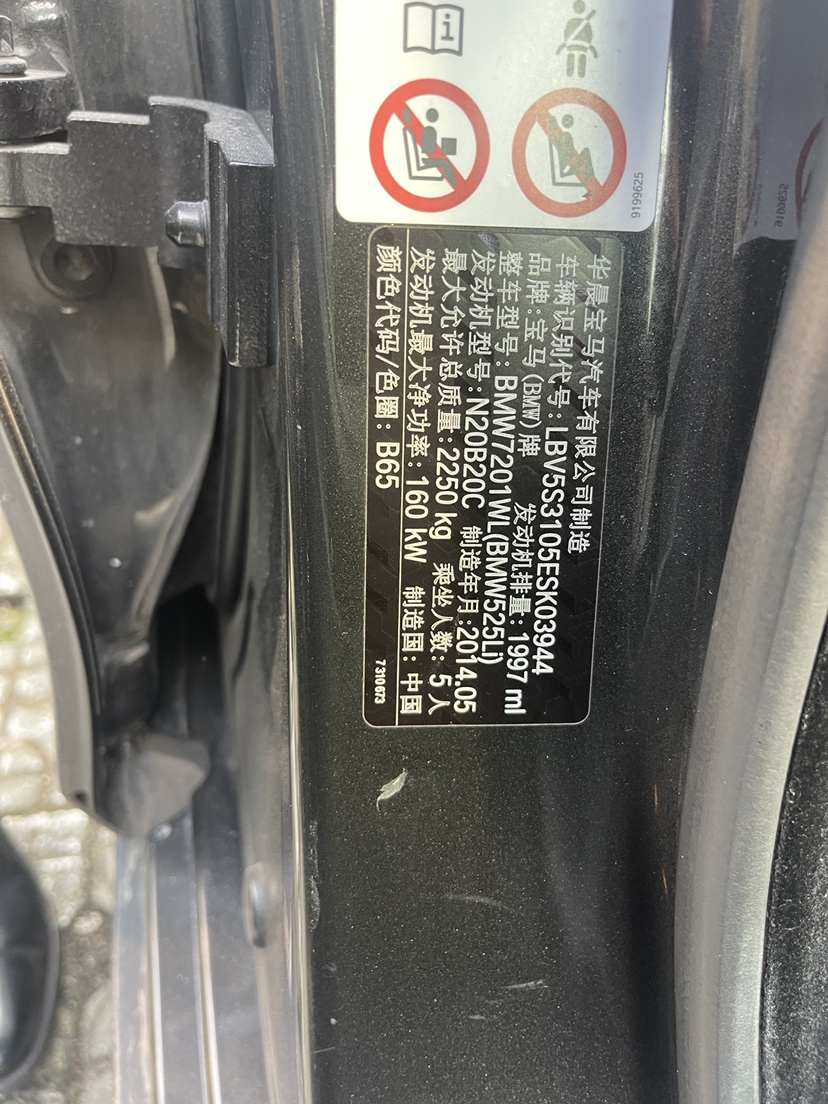 9199625
华晨宝马汽车有限公司制造
车辆识别代号:LBV5S3105ESK03944
品牌:宝马(BMW)牌 发动机排量:1997 ml
整车型号:BMW7201WL(BMW525Li)
发动机型号:N20B20C 制造年月:2014.05
最大允许总质量:2250 kg 乘坐人数:5人
发动机最大净功率:160 kW 制造国:中国
颜色代码/色圈:B65
7310673